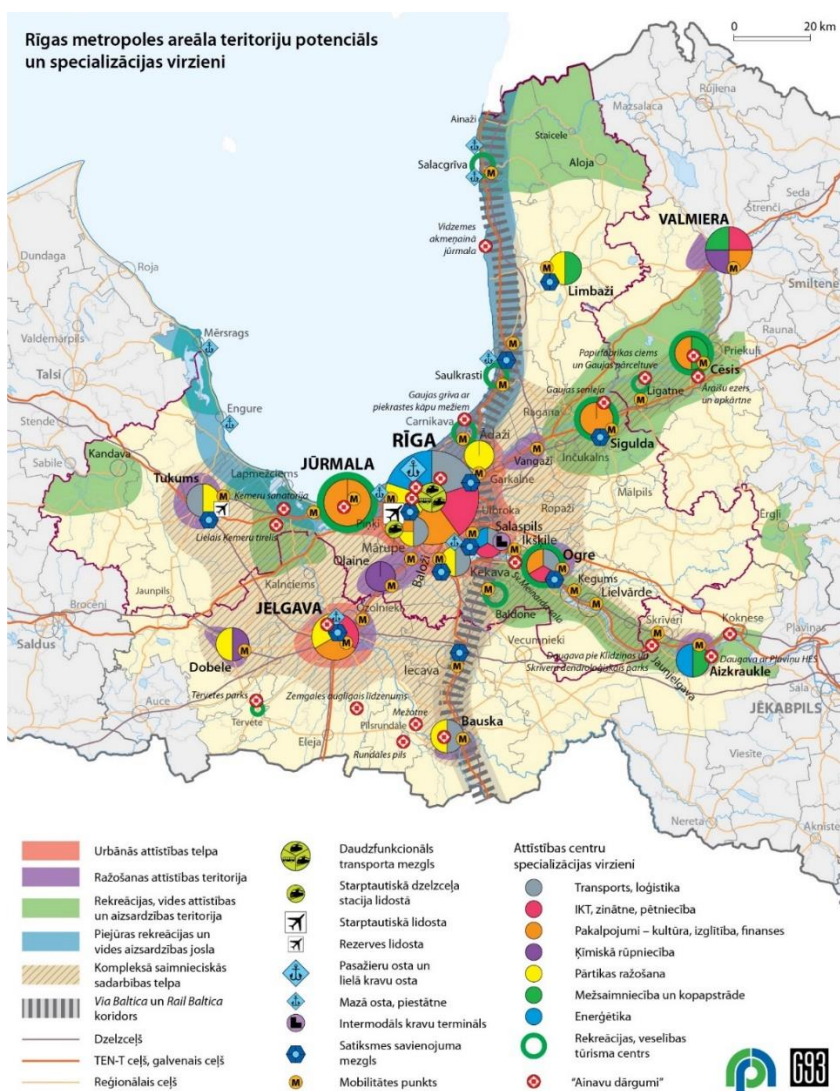 Rīgas metropoles areāla teritoriju potenciāls
un specializācijas virzieni
0 20 km
Rūjiena
Ainaži
Mazsalaca
Staicele
Aloja
Salacgrīva
Seda
Strenči
VALMIERA
Vidzemes
akmeņainā
jūrmala
Dundaga
Roja
Limbaži
Smiltene
Valdemārpils
Mērsrags
Rauna
Talsi
Papīrfabrikas ciems
un Gaujas pārceltuve
Priekuļi
Cēsis
Saulkrasti
Engure
Gaujas grīva ar
piekrastes kāpu mežiem
Gaujas senleja
Līgatne
Āraišu ezers
un apkārtne
Stende
Carnikava
Ragana
Sabile
Kandava
RĪGA
Ādaži
Sigulda
JŪRMALA
Vangaži
Inčukalns
Tukums
Lapmežciems
Garkalne
Mālpils
Ķemeru sanatorija
Ulbroka
Ropaži
Ērgļi
Lielais Ķemeru tīrelis
Piņķi
Salaspils
Mārupe
Ikšķile
Ogre
Olaine
Baloži
Jaunpils
Kalnciems
Ķekava
Sv.Meinarda sala
Ķegums
Brocēni
JELGAVA
Ozolnieki
Baldone
Lielvārde
Skrīveri
Koknese
Saldus
Pļaviņas
Dobele
Vecumnieki
Daugava pie Klidziņas un
Skrīveru dendroloģiskais parks
Jaunjelgava
Daugava ar Pļaviņu HES
Iecava
Aizkraukle
Sala
Auce
Tērvetes parks
Zemgales auglīgais līdzenums
JĒKABPILS
Tērvete
Mežotne
Pilsrundāle
Bauska
Eleja
Viesīte
Rundāles pils
Nereta
Aknīste
Urbānās attīstības telpa
Ražošanas attīstības teritorija
Rekreācijas, vides attīstības
un aizsardzības teritorija
Piejūras rekreācijas un
vides aizsardzības josla
Kompleksā saimnieciskās
sadarbības telpa
Via Baltica un Rail Baltica
koridors
Dzelzceļš
TEN-T ceļš, galvenais ceļš
Reģionālais ceļš
Daudzfunkcionāls
transporta mezgls
Starptautiskā dzelzceļa
stacija lidostā
Starptautiskā lidosta
Rezerves lidosta
Pasažieru osta un
lielā kravu osta
Mazā osta, piestātne
Intermodāls kravu termināls
Satiksmes savienojuma
mezgls
M Mobilitātes punkts
Attīstības centru
specializācijas virzieni
Transports, loģistika
IKT, zinātne, pētniecība
Pakalpojumi – kultūra, izglītība, finanses
Ķīmiskā rūpniecība
Pārtikas ražošana
Mežsaimniecība un kopapstrāde
Enerģētika
Rekreācijas, veselības
tūrisma centrs
"Ainavu dārgumi"
693